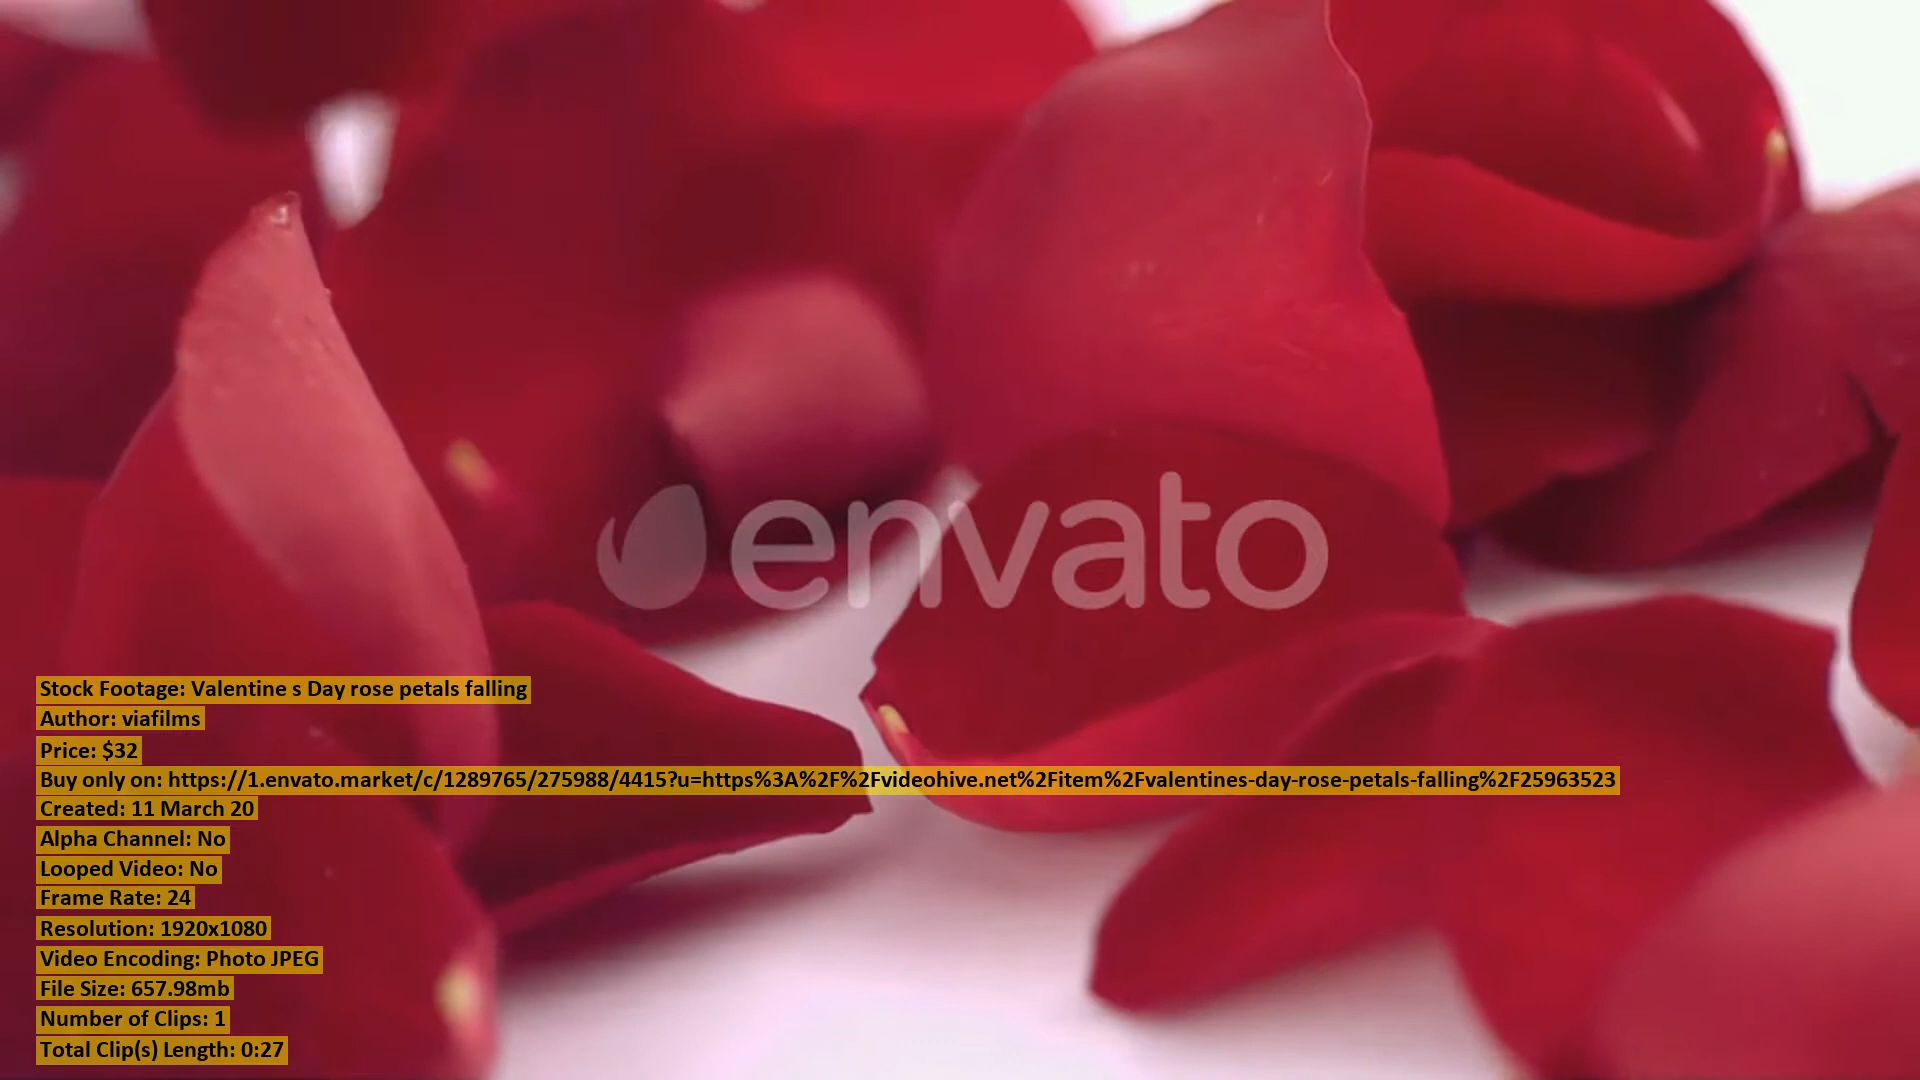 envato
Stock Footage: Valentine s Day rose petals falling
Author: viafilms
Price: $32
Buy only on: https://1.envato.market/c/1289765/275988/4415?u=https%3A%2F%2Fvideohive.net%2Fitem%2Fvalentines-day-rose-petals-falling%2F25963523
Created: 11 March 20
Alpha Channel: No
Looped Video: No
Frame Rate: 24
Resolution: 1920x1080
Video Encoding: Photo JPEG
File Size: 657.98mb
Number of Clips: 1
Total Clip(s) Length: 0:27